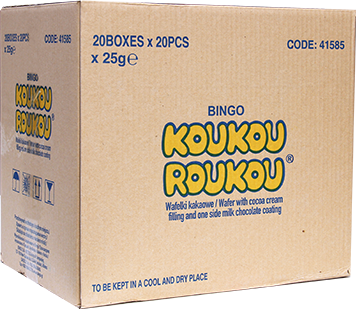 20BOXES x 20PCS
x 25g℮
CODE: 41585
BINGO
KOUKOU
ROUKOU®
Wafelki kakaowe / Wafer with cocoa cream
filling and one side milk chocolate coating
TO BE KEPT IN A COOL AND DRY PLACE
20BOXES x 20PCS
x 25g℮
CODE: 41585
BINGO
KOUKOU
ROUKOU